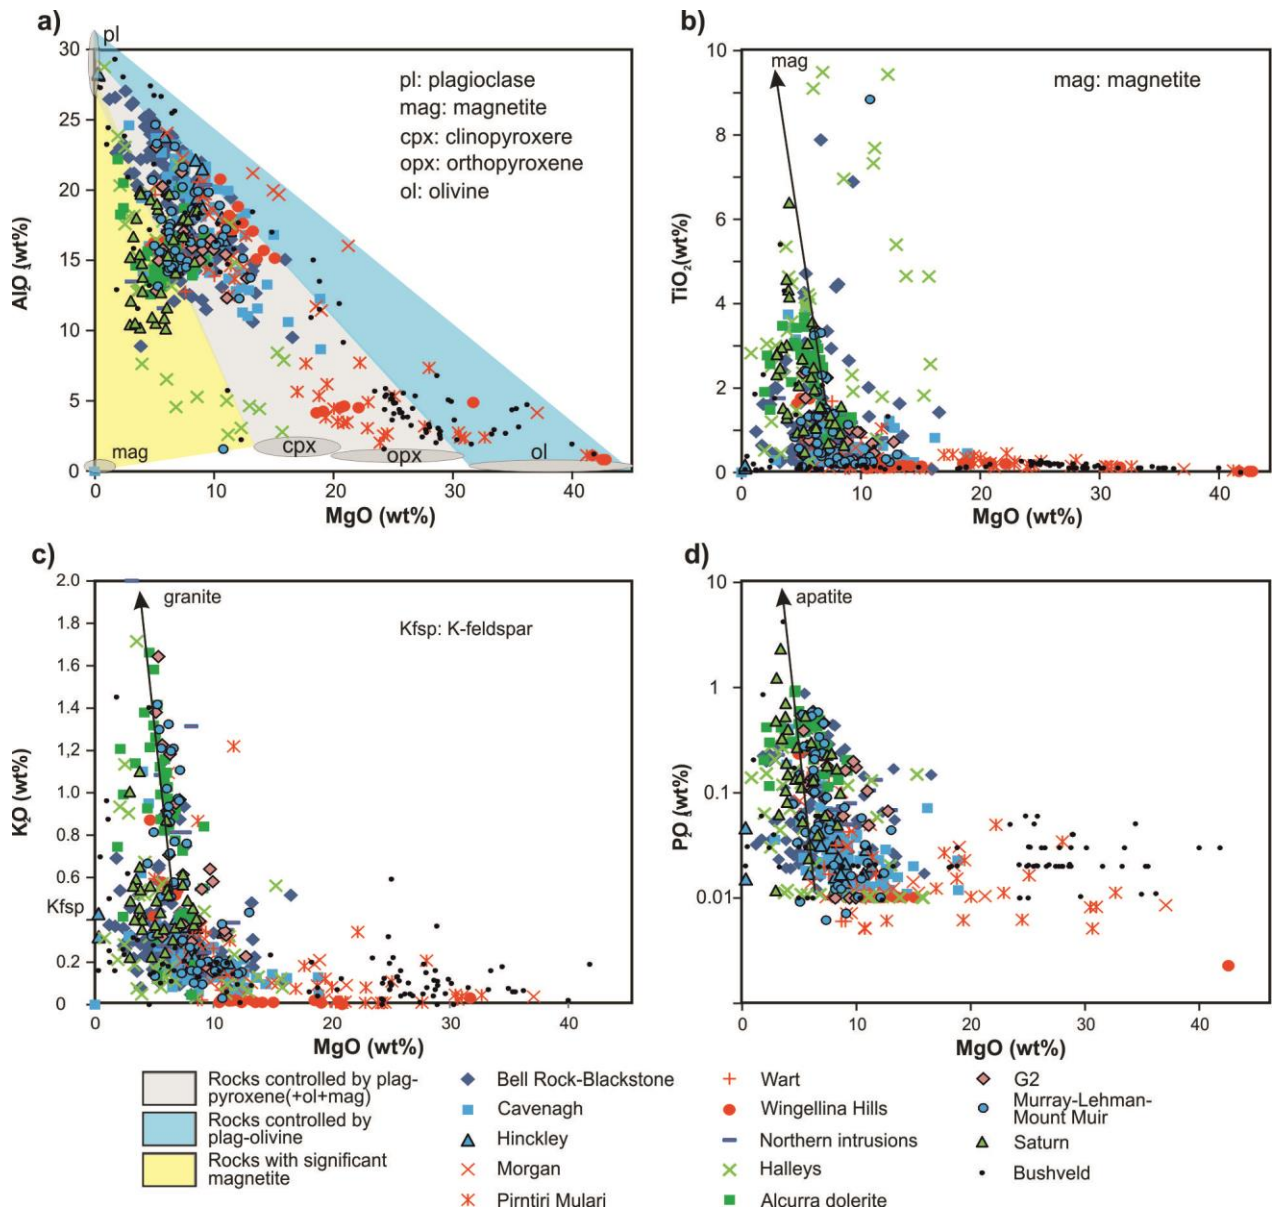 a)
pl
30
25
20
15
10
5
0
Al2O3 (wt%)
pl: plagioclase
mag: magnetite
cpx: clinopyroxere
opx: orthopyroxene
ol: olivine
mag
cpx
opx
ol
0
10
20
30
40
MgO (wt%)
b)
10
8
6
4
2
0
TiO2(wt%)
mag
mag: magnetite
0
10
20
30
40
MgO (wt%)
c)
2.0
1.8
1.6
1.4
1.2
1.0
0.8
0.6
Kfsp
0.2
0
K2O (wt%)
granite
Kfsp: K-feldspar
0
10
20
30
40
MgO (wt%)
d)
10
1
0.1
0.01
P2O5 (wt%)
apatite
0
10
20
30
40
MgO (wt%)
Rocks controlled by plag-
pyroxene(+ol+mag)
Rocks controlled by
plag-olivine
Rocks with significant
magnetite
Bell Rock-Blackstone
Cavenagh
Hinckley
Morgan
Pirntiri Mulari
Wart
Wingellina Hills
Northern intrusions
Halleys
Alcurra dolerite
G2
Murray-Lehman-
Mount Muir
Saturn
Bushveld